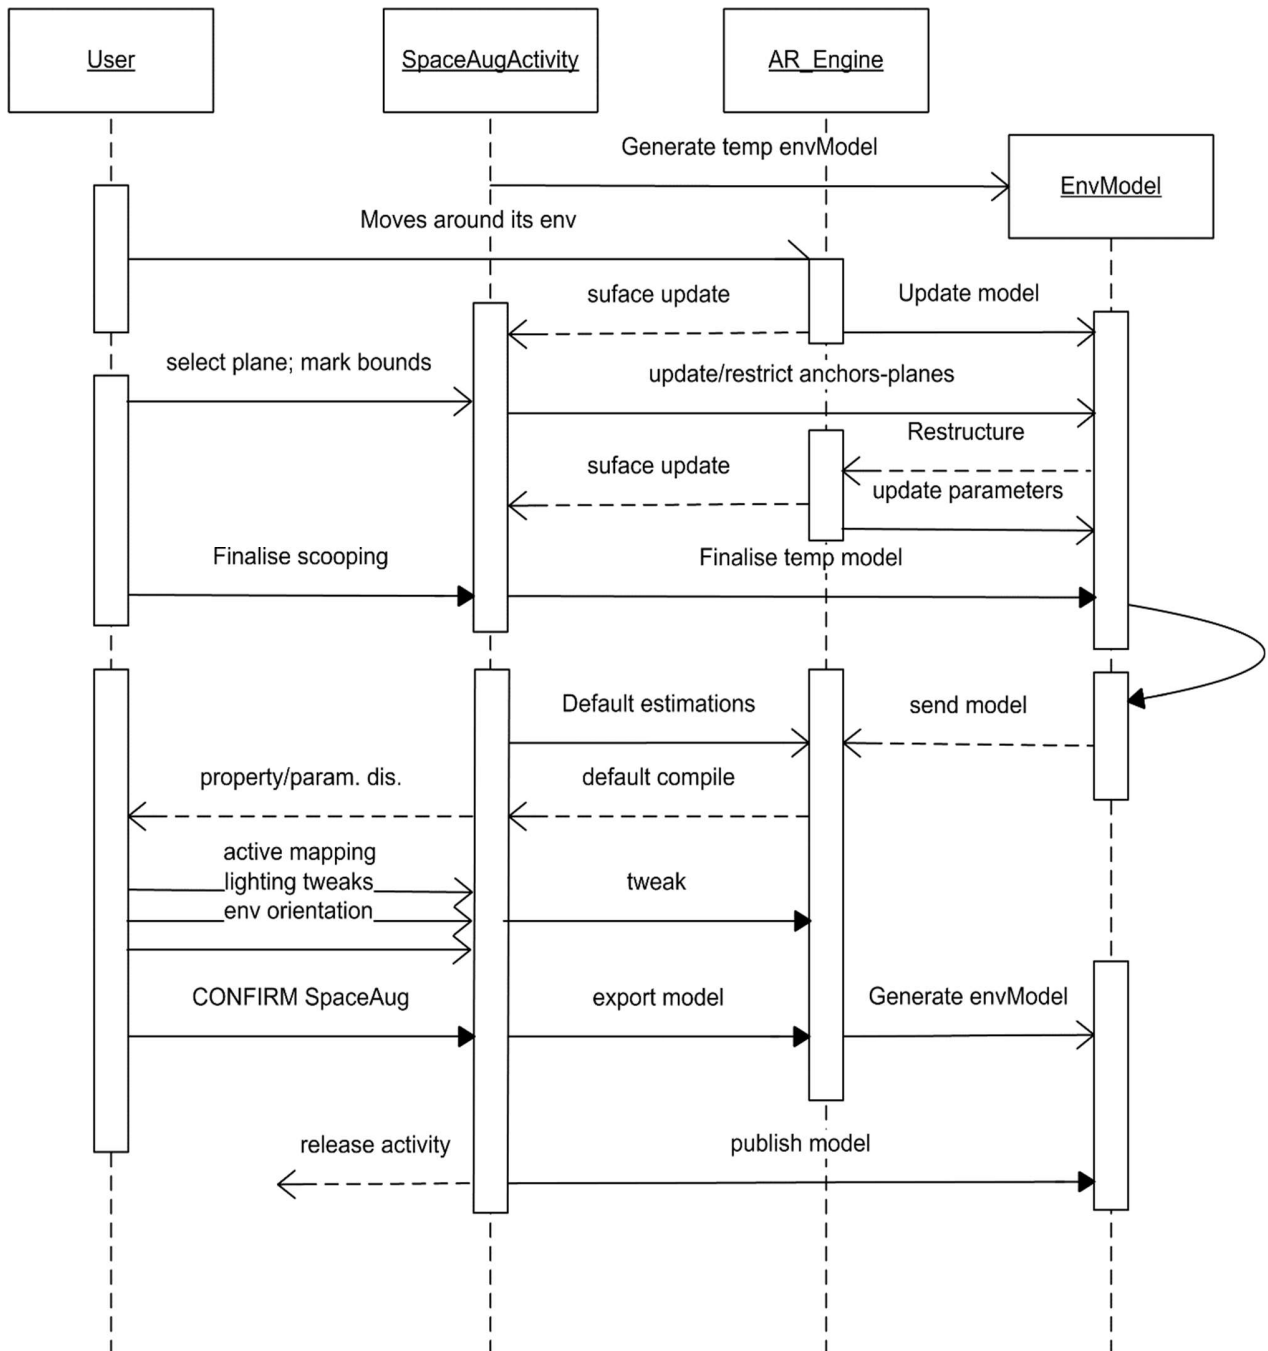 User
SpaceAugActivity
AR_Engine
Generate temp envModel
EnvModel
Moves around its env
suface update
Update model
select plane; mark bounds
update/restrict anchors-planes
Restructure
suface update
update parameters
Finalise scooping
Finalise temp model
Default estimations
send model
property/param. dis.
default compile
active mapping
lighting tweaks
tweak
env orientation
CONFIRM SpaceAug
export model
Generate envModel
release activity
publish model